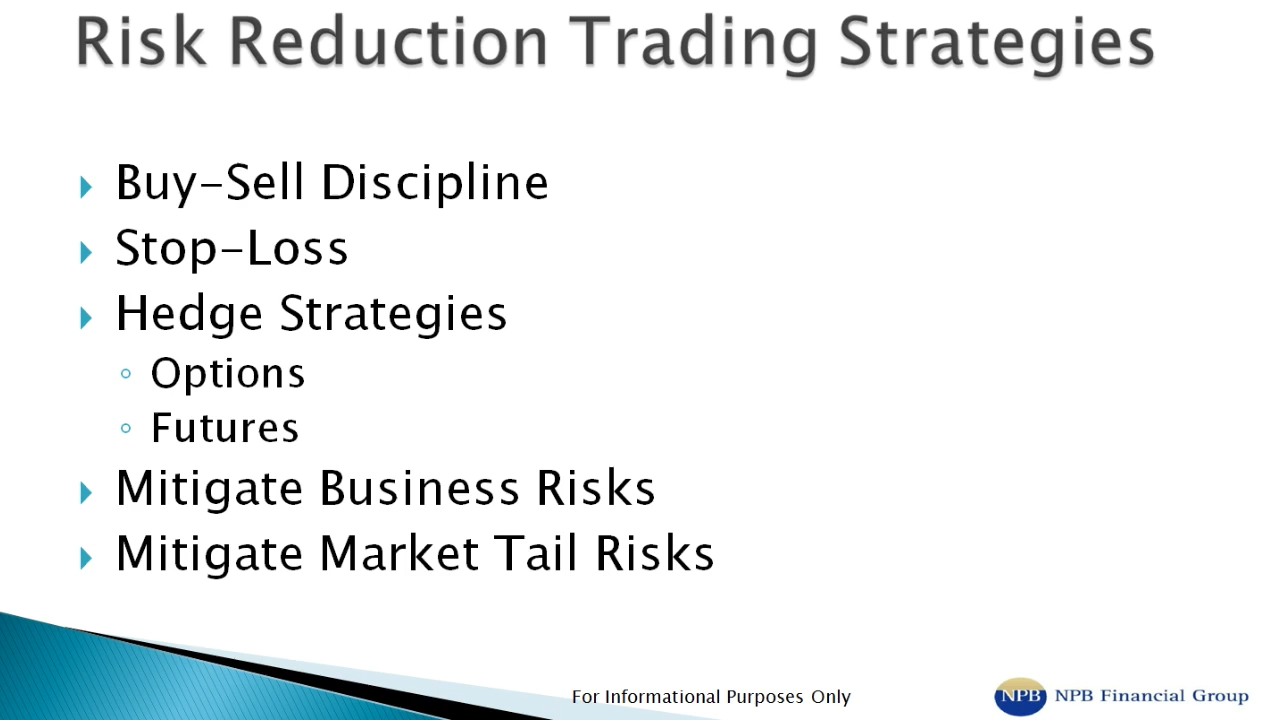 Risk Reduction Trading Strategies
Buy-Sell Discipline
Stop-Loss
Hedge Strategies
Options
Futures
Mitigate Business Risks
Mitigate Market Tail Risks
For Informational Purposes Only
NPB NPB Financial Group